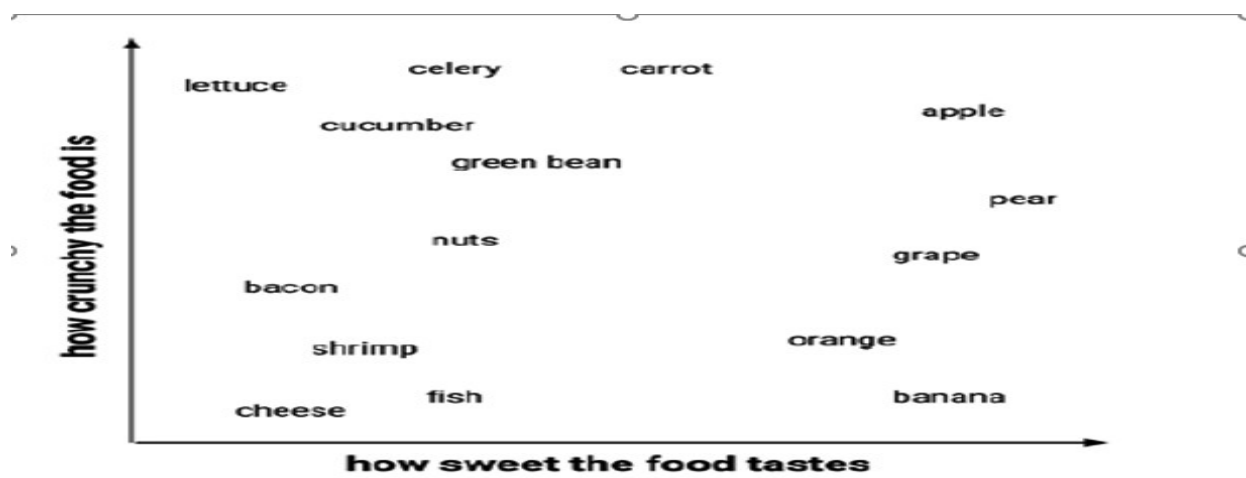 celery
carrot
lettuce
apple
cucumber
green bean
pear
nuts
grape
bacon
orange
shrimp
fish
banana
cheese
how crunchy the food is
how sweet the food tastes